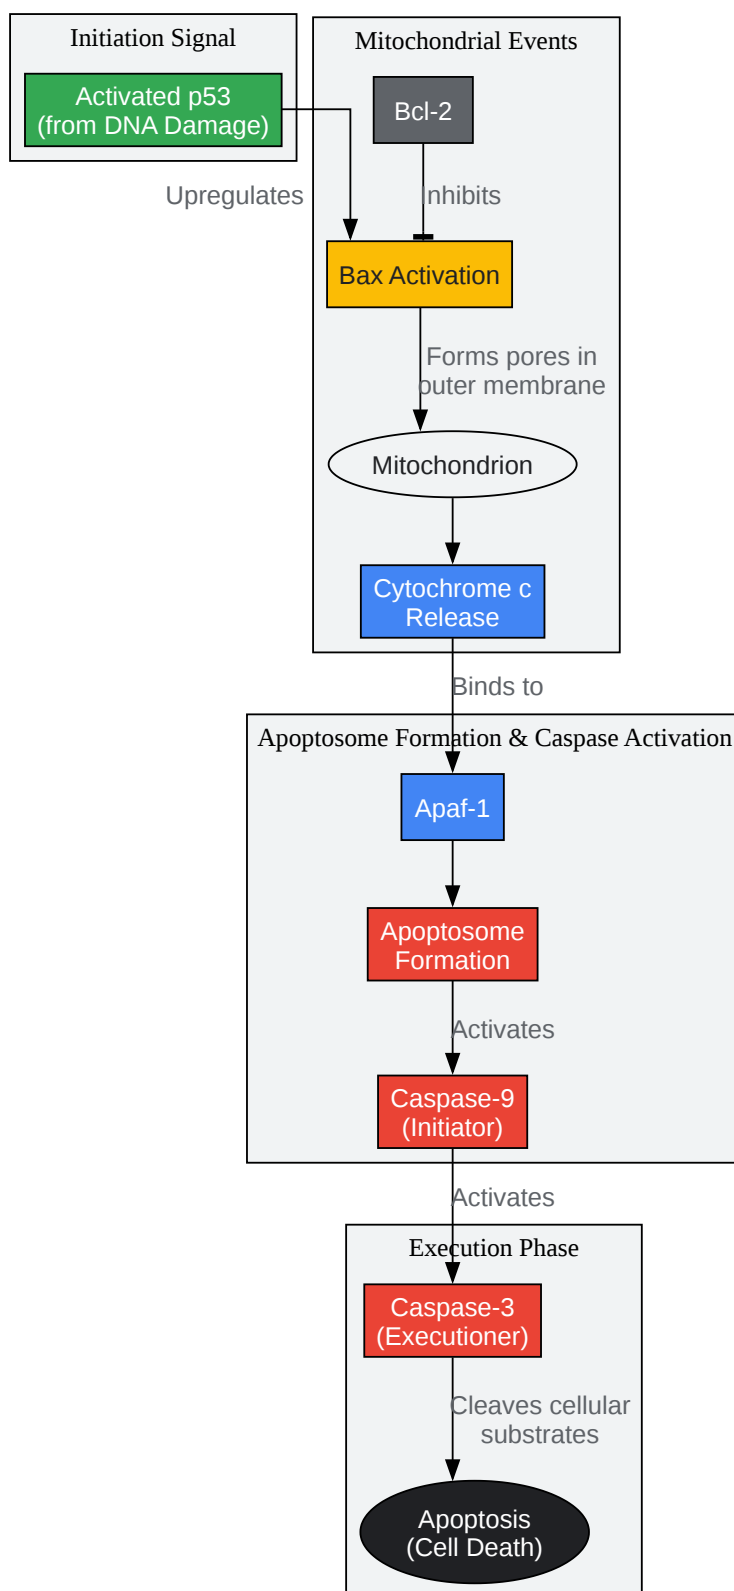 Initiation Signal
Activated p53
(from DNA Damage)
Mitochondrial Events
Bcl-2
Upregulates
Inhibits
Bax Activation
Forms pores in
outer membrane
Mitochondrion
Cytochrome c
Release
Binds to
Apoptosome Formation & Caspase Activation
Apaf-1
Apoptosome
Formation
Activates
Caspase-9
(Initiator)
Activates
Execution Phase
Caspase-3
(Executioner)
Cleaves cellular
substrates
Apoptosis
(Cell Death)